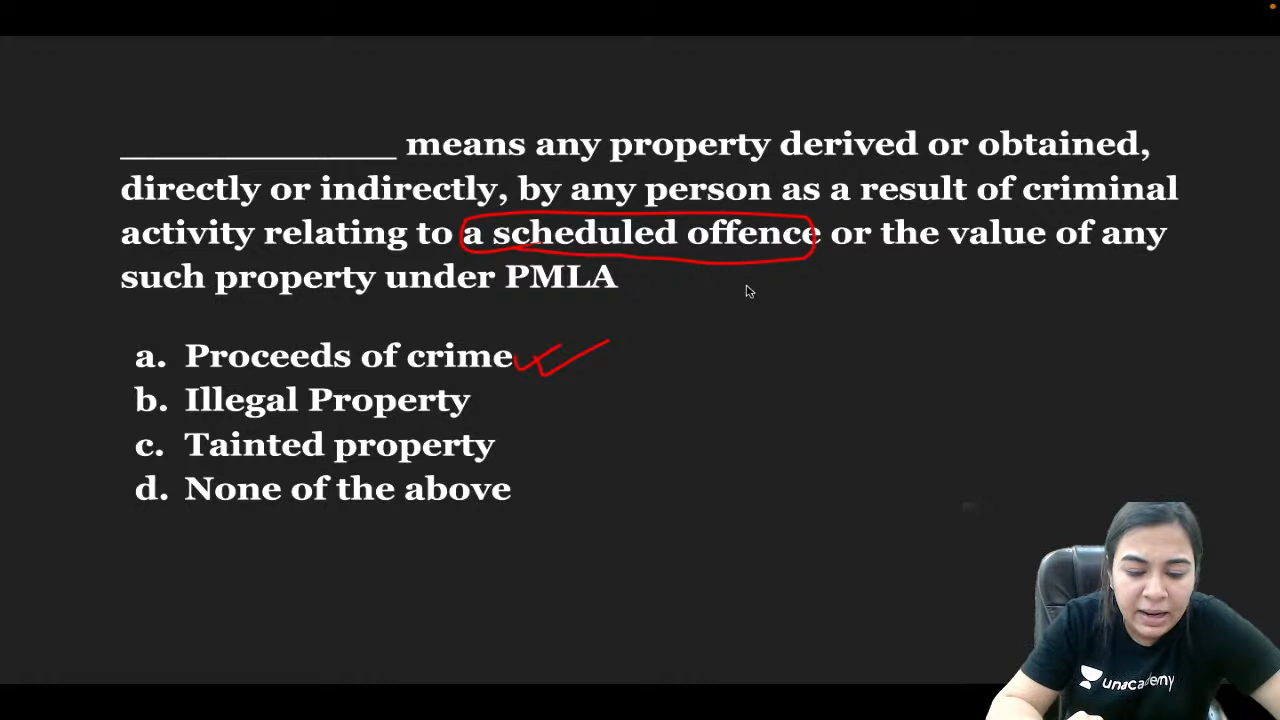 ____________ means any property derived or obtained,
directly or indirectly, by any person as a result of criminal
activity relating to a scheduled offence or the value of any
such property under PMLA
a. Proceeds of crime
b. Illegal Property
c. Tainted property
d. None of the above
unacademy